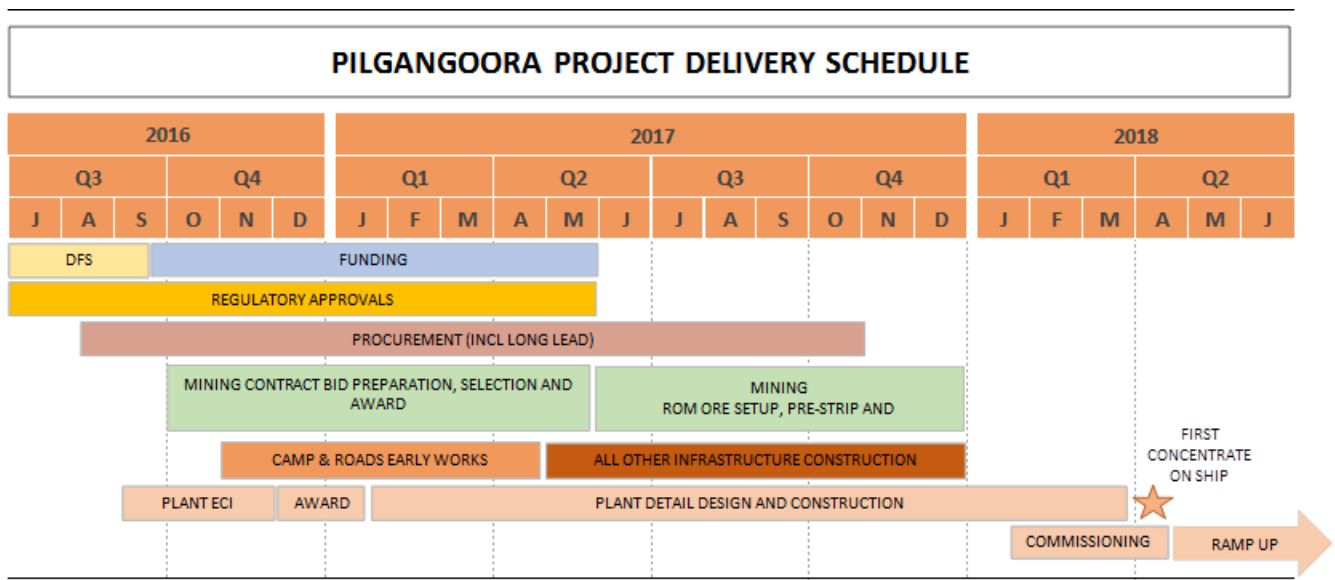 PILGANGOORA PROJECT DELIVERY SCHEDULE
2016 2017 2018
Q3 Q4 Q1 Q2 Q3 Q4 Q1 Q2
J A S O N D J F M A M J J A S O N D J F M A M J
DFS FUNDING
REGULATORY APPROVALS
PROCUREMENT (INCL LONG LEAD)
MINING CONTRACT BID PREPARATION, SELECTION AND
AWARD
MINING
ROM ORE SETUP, PRE-STRIP AND
FIRST
CONCENTRATE
ON SHIP
CAMP & ROADS EARLY WORKS ALL OTHER INFRASTRUCTURE CONSTRUCTION
PLANT ECI AWARD PLANT DETAIL DESIGN AND CONSTRUCTION
COMMISSIONING RAMP UP